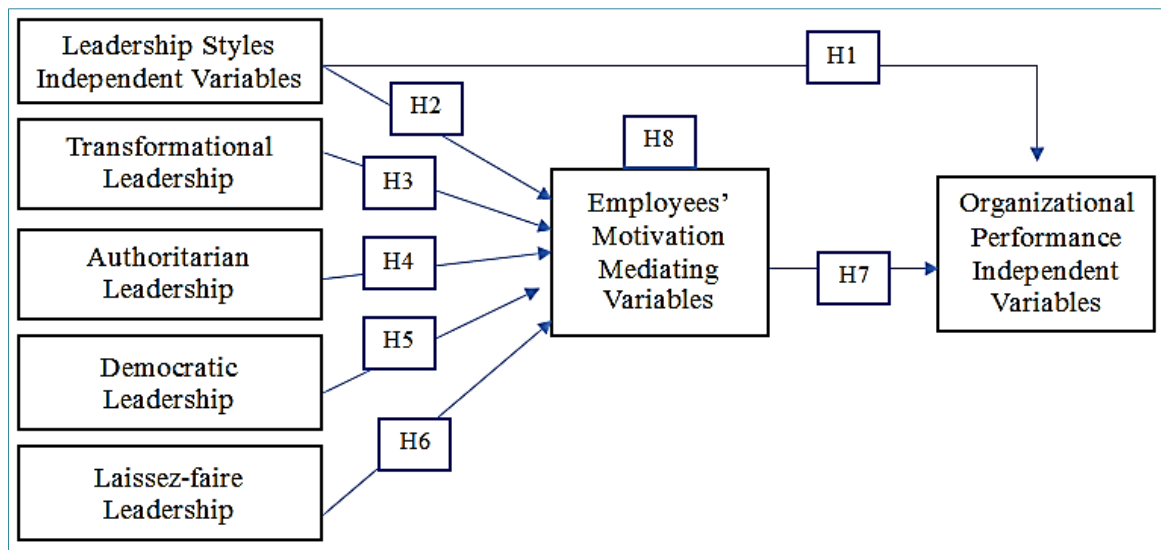 Leadership Styles
Independent Variables
H1
H2
Transformational
Leadership
H3
H8
Employees’
Motivation
Mediating
Variables
Organizational
Performance
Independent
Variables
Authoritarian
Leadership
H4
H7
Democratic
Leadership
H5
Laissez-faire
Leadership
H6